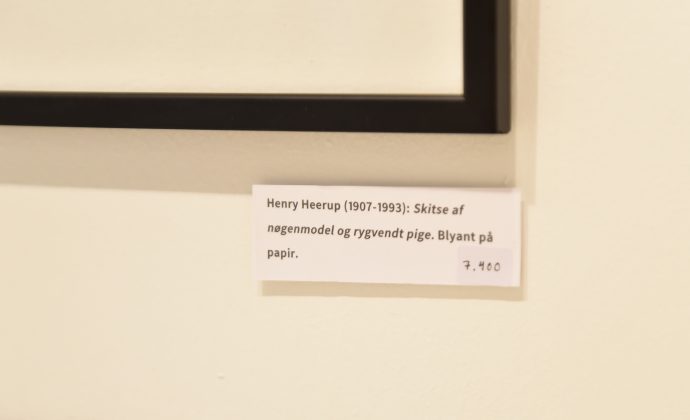 Henry Heerup (1907-1993): Skitse af
nøgenmodel og rygvendt pige. Blyant på
papir.
7.400